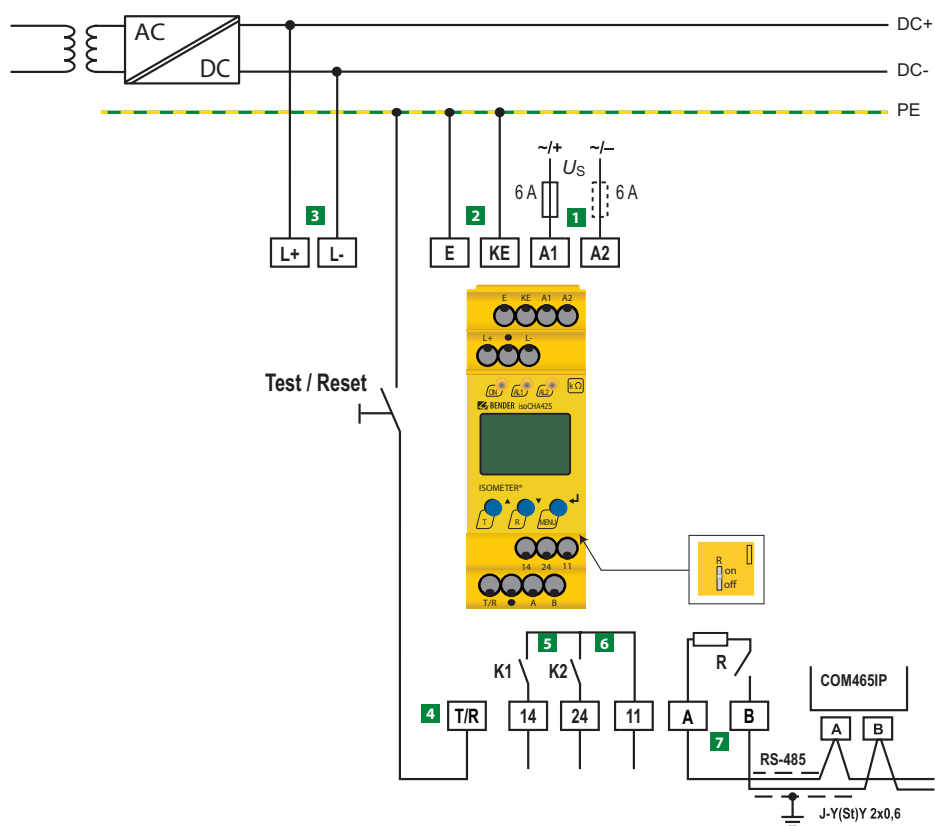 AC
DC
DC+
DC-
PE
~/+
~/–
US
6 A
6 A
3
2
1
L+
L-
E
KE
A1
A2
E KE A1 A2
L+ L-
Test / Reset
ON AL1 AL2 kΩ
BENDER isoCHA425
ISOMETER®
T R MENU
14 24 11
T/R A B
R
on
off
5
6
K1
K2
R
COM465IP
4
T/R
14
24
11
A
B
7
A
B
RS-485
J-Y(St)Y 2x0,6